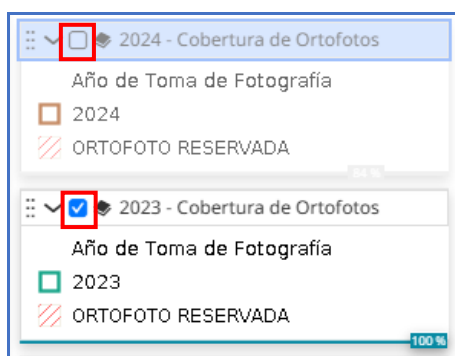 2024 - Cobertura de Ortofotos
Año de Toma de Fotografía
2024
ORTOFOTO RESERVADA
84 %
2023 - Cobertura de Ortofotos
Año de Toma de Fotografía
2023
ORTOFOTO RESERVADA
100 %